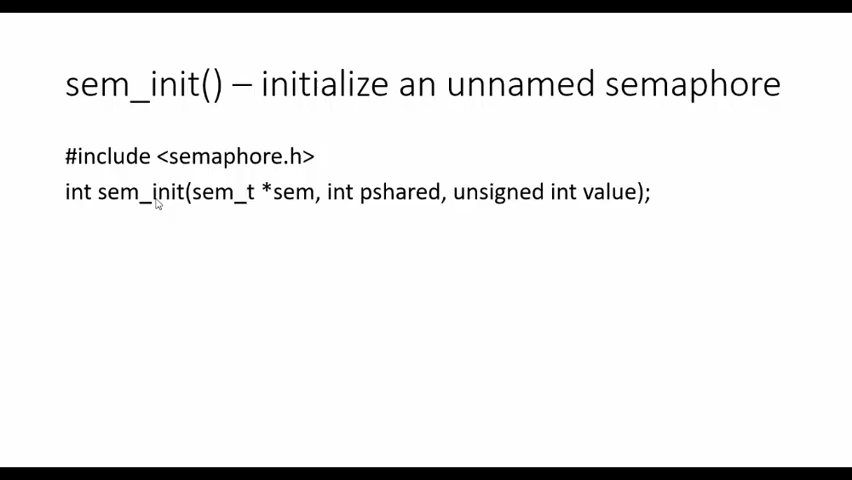 sem_init() – initialize an unnamed semaphore
#include <semaphore.h>
int sem_init(sem_t *sem, int pshared, unsigned int value);